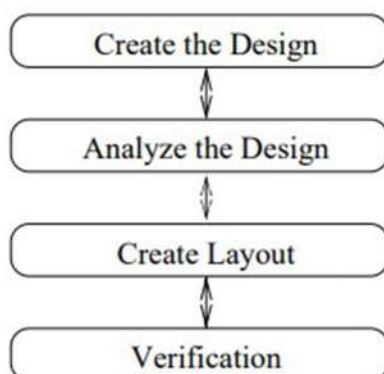 Create the Design
Analyze the Design
Create Layout
Verification